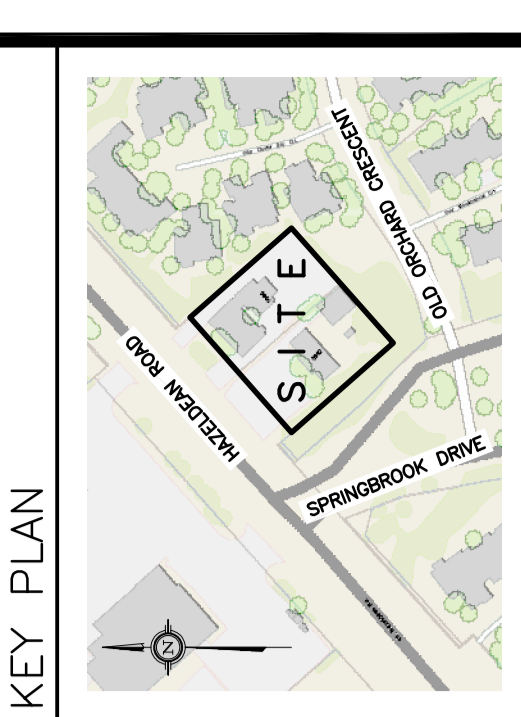 KEY PLAN
OLD ORCHARD CRESCENT
SITE
HAZELDEAN ROAD
SPRINGBROOK DRIVE
N